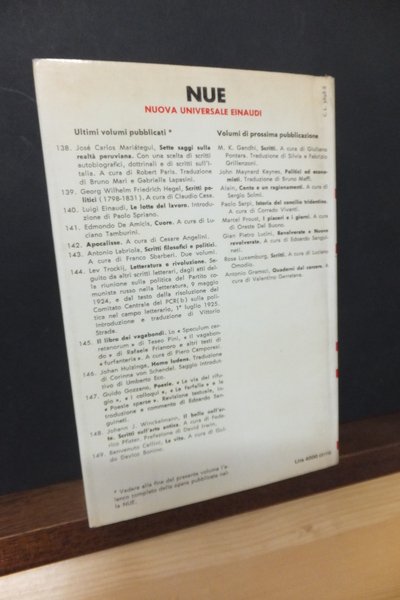 NUE
NUOVA UNIVERSALE EINAUDI
Ultimi volumi pubblicati *
138. José Carlos Mariátegui, Sette saggi sulla
realtà peruviana. Con una scelta di scritti
autobiografici, dottrinali e di scritti sull'I-
talia. A cura di Robert Paris. Traduzione
di Bruno Mari e Gabriella Lapasini.
139. Georg Wilhelm Friedrich Hegel, Scritti po-
litici (1798-1831). A cura di Claudio Cesa.
140. Luigi Einaudi, Le lotte del lavoro. Introdu-
zione di Paolo Spriano.
141. Edmondo De Amicis, Cuore. A cura di Lu-
ciano Tamburini.
142. Apocalisse. A cura di Cesare Angelini.
143. Antonio Labriola, Scritti filosofici e politici.
A cura di Franco Sbarberi. Due volumi.
144. Lev Trockij, Letteratura e rivoluzione. Se-
guito da altri scritti letterari, dagli atti del-
la riunione sulla politica del Partito co-
munista russo nella letteratura, 9 maggio
1924, e dal testo della risoluzione del
Comitato Centrale del PCR(b) sulla poli-
tica nel campo letterario, 1° luglio 1925.
Introduzione e traduzione di Vittorio
Strada.
145. Il libro dei vagabondi. Lo « Speculum cer-
retanorum » di Teseo Pini, « Il vagabon-
do » di Rafaele Frianoro e altri testi di
« furfanteria ». A cura di Piero Camporesi.
146. Johan Huizinga, Homo ludens. Traduzione
di Corinna von Schendel. Saggio introdut-
tivo di Umberto Eco.
147. Guido Gozzano, Poesie. « La via del rifu-
gio », « I colloqui », « Le farfalle » e le
« Poesie sparse ». Revisione testuale, in-
troduzione e commento di Edoardo San-
guineti.
148. Johann J. Winckelmann, Il bello nell'ar-
te. Scritti sull'arte antica. A cura di Fede-
rico Pfister. Prefazione di David Irwin.
149. Benvenuto Cellini, La vita. A cura di Gui-
do Davico Bonino.
* Vedere alla fine del presente volume l'e-
lenco completo delle opere pubblicate nel-
la NUE.
Volumi di prossima pubblicazione
M. K. Gandhi, Scritti. A cura di Giuliano
Pontara. Traduzione di Silvia e Fabrizio
Grillenzoni.
John Maynard Keynes, Politici ed econo-
misti. Traduzione di Bruno Maffi.
Alain, Cento e un ragionamenti. A cura di
Sergio Solmi.
Paolo Sarpi, Istoria del concilio tridentino.
A cura di Corrado Vivanti.
Marcel Proust, I piaceri e i giorni. A cura
di Oreste Del Buono.
Gian Pietro Lucini, Revolverate e Nuove
revolverate. A cura di Edoardo Sangui-
neti.
Rosa Luxemburg, Scritti. A cura di Luciano
Amodio.
Antonio Gramsci, Quaderni del carcere. A
cura di Valentino Gerratana.
Lire 4000